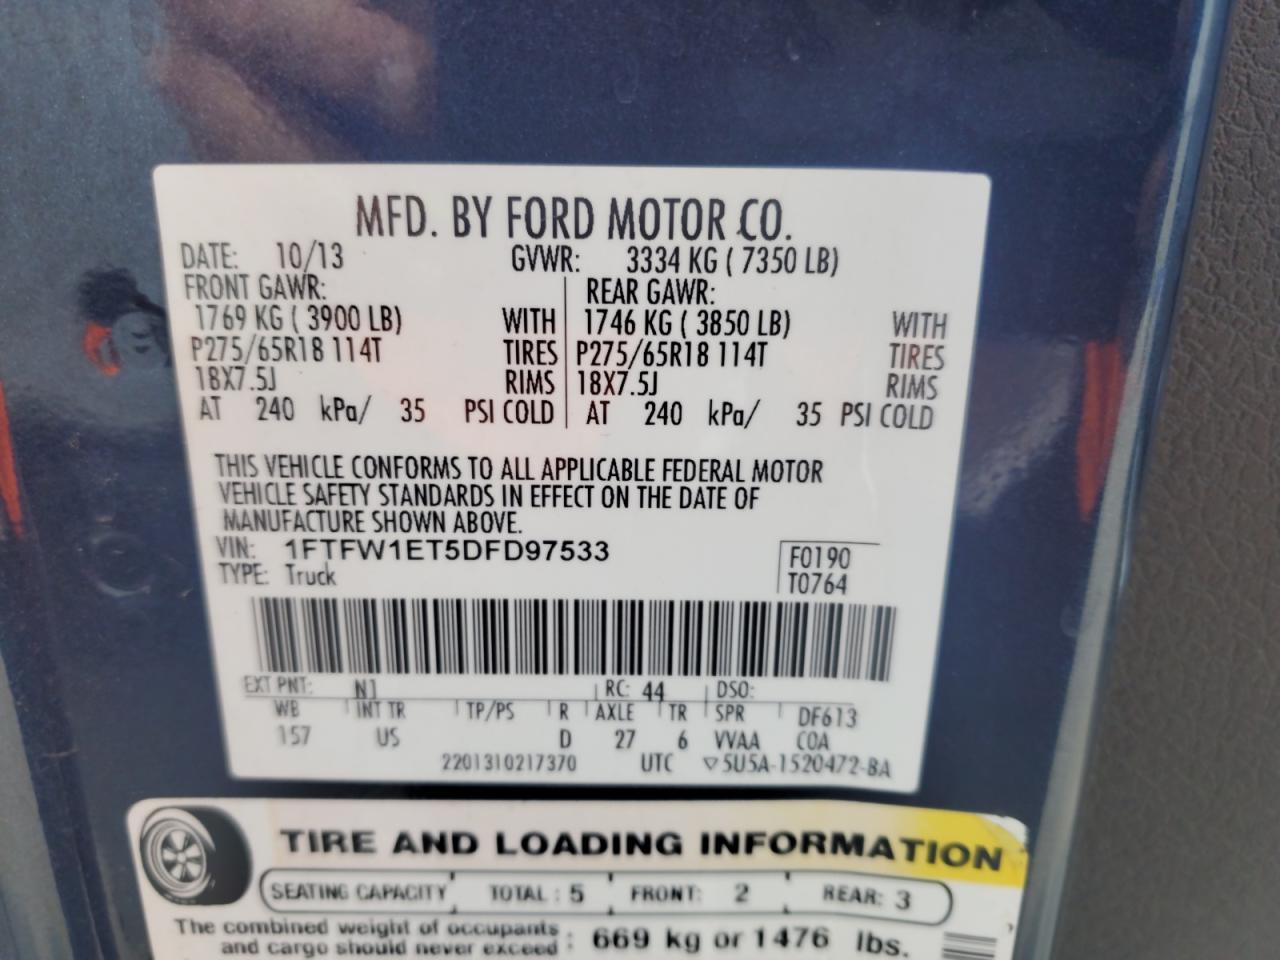 MFD. BY FORD MOTOR CO.
DATE: 10/13 GVWR: 3334 KG ( 7350 LB)
FRONT GAWR: REAR GAWR:
1769 KG ( 3900 LB) WITH 1746 KG ( 3850 LB) WITH
P275/65R18 114T TIRES P275/65R18 114T TIRES
18X7.5J RIMS 18X7.5J RIMS
AT 240 kPa/ 35 PSI COLD AT 240 kPa/ 35 PSI COLD
THIS VEHICLE CONFORMS TO ALL APPLICABLE FEDERAL MOTOR
VEHICLE SAFETY STANDARDS IN EFFECT ON THE DATE OF
MANUFACTURE SHOWN ABOVE.
VIN: 1FTFW1ET5DFD97533 F0190
TYPE: Truck T0764
EXT PNT: N1 RC: 44 DSO:
WB INT TR TP/PS R AXLE TR SPR DF613
157 US D 27 6 VVAA COA
2201310217370 UTC ▽5U5A-1520472-BA
TIRE AND LOADING INFORMATION
SEATING CAPACITY TOTAL : 5 FRONT: 2 REAR: 3
The combined weight of occupants
and cargo should never exceed : 669 kg or 1476 lbs.